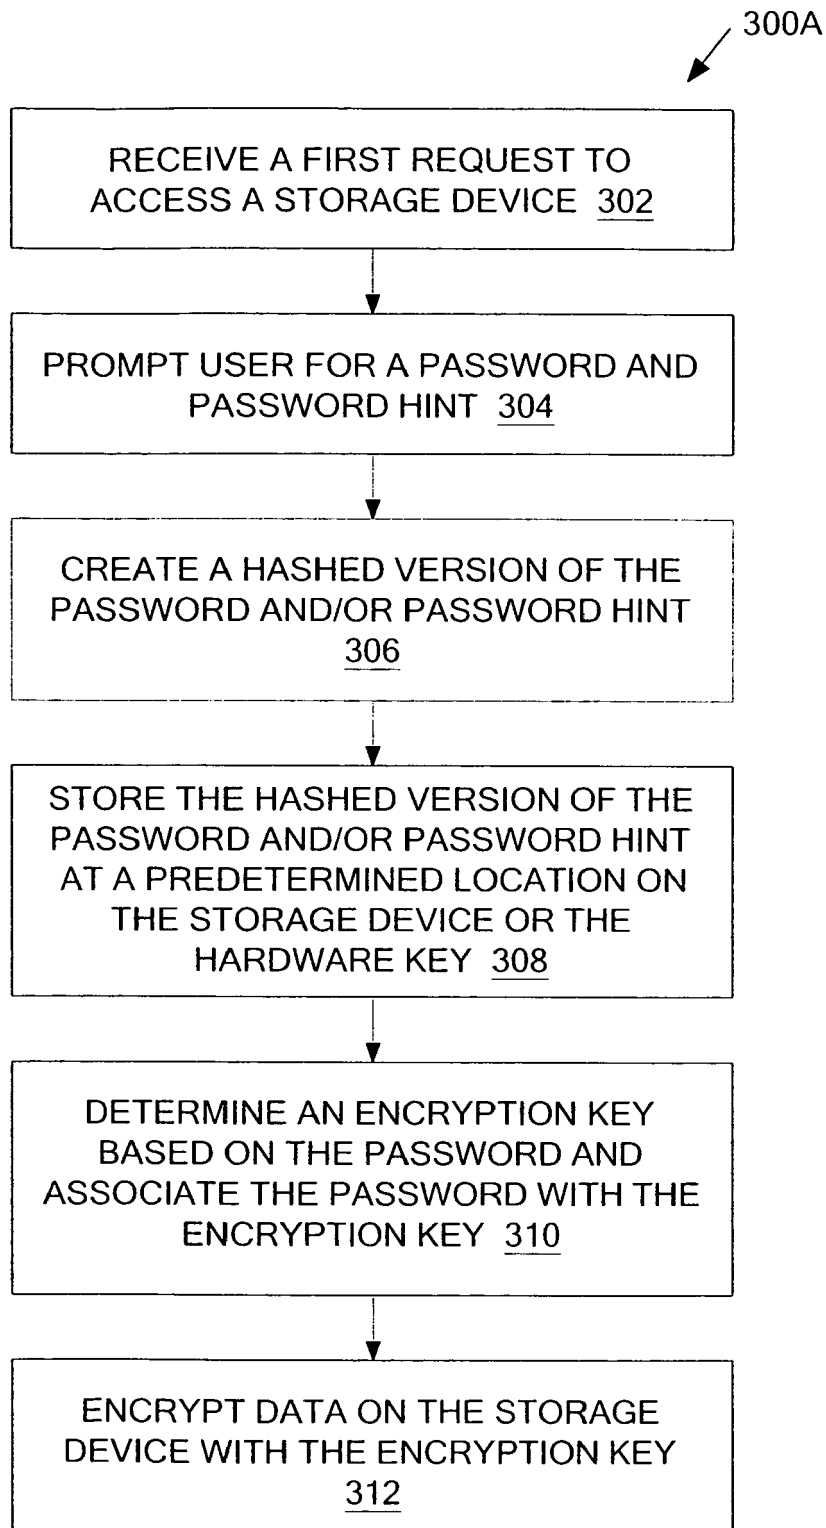 300A
RECEIVE A FIRST REQUEST TO
ACCESS A STORAGE DEVICE 302
PROMPT USER FOR A PASSWORD AND
PASSWORD HINT 304
CREATE A HASHED VERSION OF THE
PASSWORD AND/OR PASSWORD HINT
306
STORE THE HASHED VERSION OF THE
PASSWORD AND/OR PASSWORD HINT
AT A PREDETERMINED LOCATION ON
THE STORAGE DEVICE OR THE
HARDWARE KEY 308
DETERMINE AN ENCRYPTION KEY
BASED ON THE PASSWORD AND
ASSOCIATE THE PASSWORD WITH THE
ENCRYPTION KEY 310
ENCRYPT DATA ON THE STORAGE
DEVICE WITH THE ENCRYPTION KEY
312